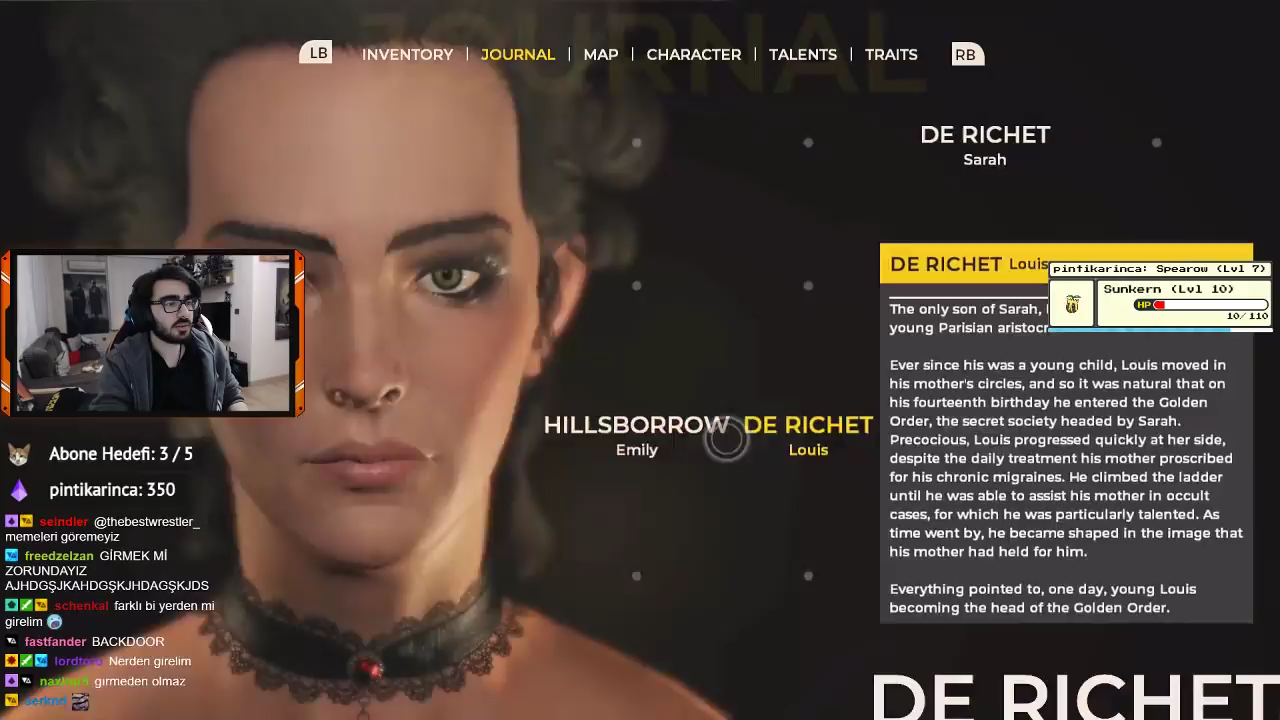 JOURNAL
LB
INVENTORY | JOURNAL | MAP | CHARACTER | TALENTS | TRAITS
RB
DE RICHET
Sarah
HILLSBORROW
Emily
DE RICHET
Louis
DE RICHET Louis
The only son of Sarah,
young Parisian aristoc
Ever since his was a young child, Louis moved in
his mother's circles, and so it was natural that on
his fourteenth birthday he entered the Golden
Order, the secret society headed by Sarah.
Precocious, Louis progressed quickly at her side,
despite the daily treatment his mother proscribed
for his chronic migraines. He climbed the ladder
until he was able to assist his mother in occult
cases, for which he was particularly talented. As
time went by, he became shaped in the image that
his mother had held for him.
Everything pointed to, one day, young Louis
becoming the head of the Golden Order.
pintikarinca: Spearow (Lvl 7)
Sunkern (Lvl 10)
HP
10/110
Abone Hedefi: 3 / 5
pintikarinca: 350
seindler @thebestwrestler_
memeleri göremeyiz
freedzelzan GİRMEK Mİ
ZORUNDAYIZ
AJHDGŞJKAHDGŞKJHDAGŞKJDS
schenkal farklı bi yerden mi
girelim
fastfander BACKDOOR
Nerden gırelim
gırmeden olmaz
DE RICHET